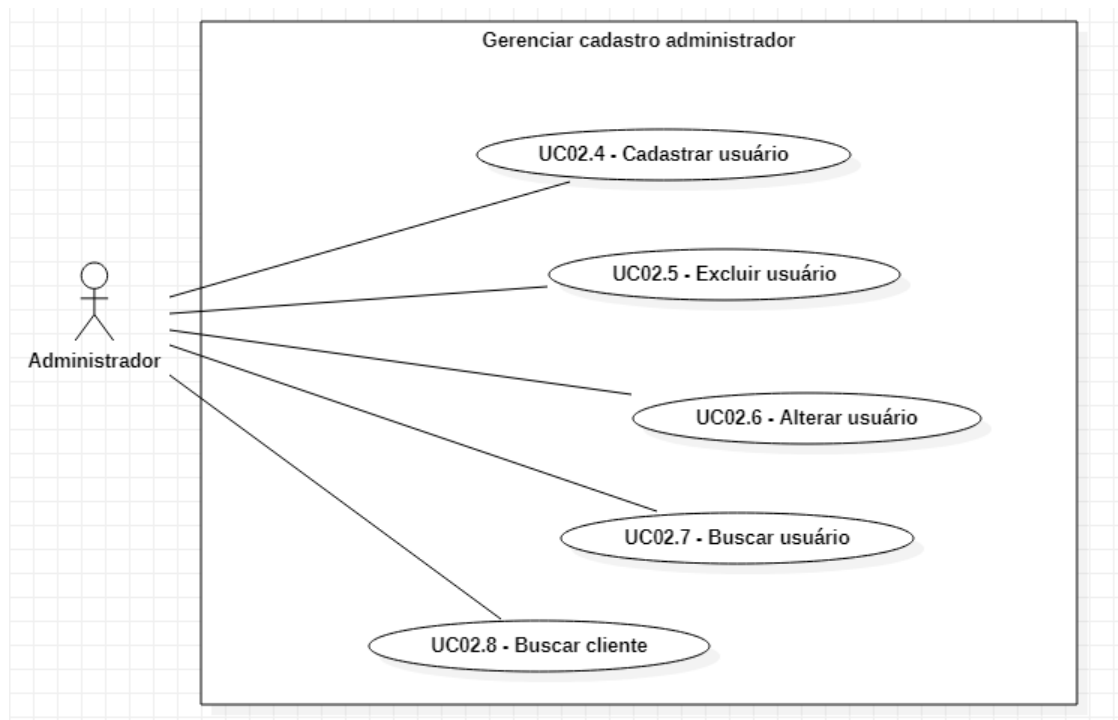 Gerenciar cadastro administrador
UC02.4 - Cadastrar usuário
UC02.5 - Excluir usuário
Administrador
UC02.6 - Alterar usuário
UC02.7 - Buscar usuário
UC02.8 - Buscar cliente